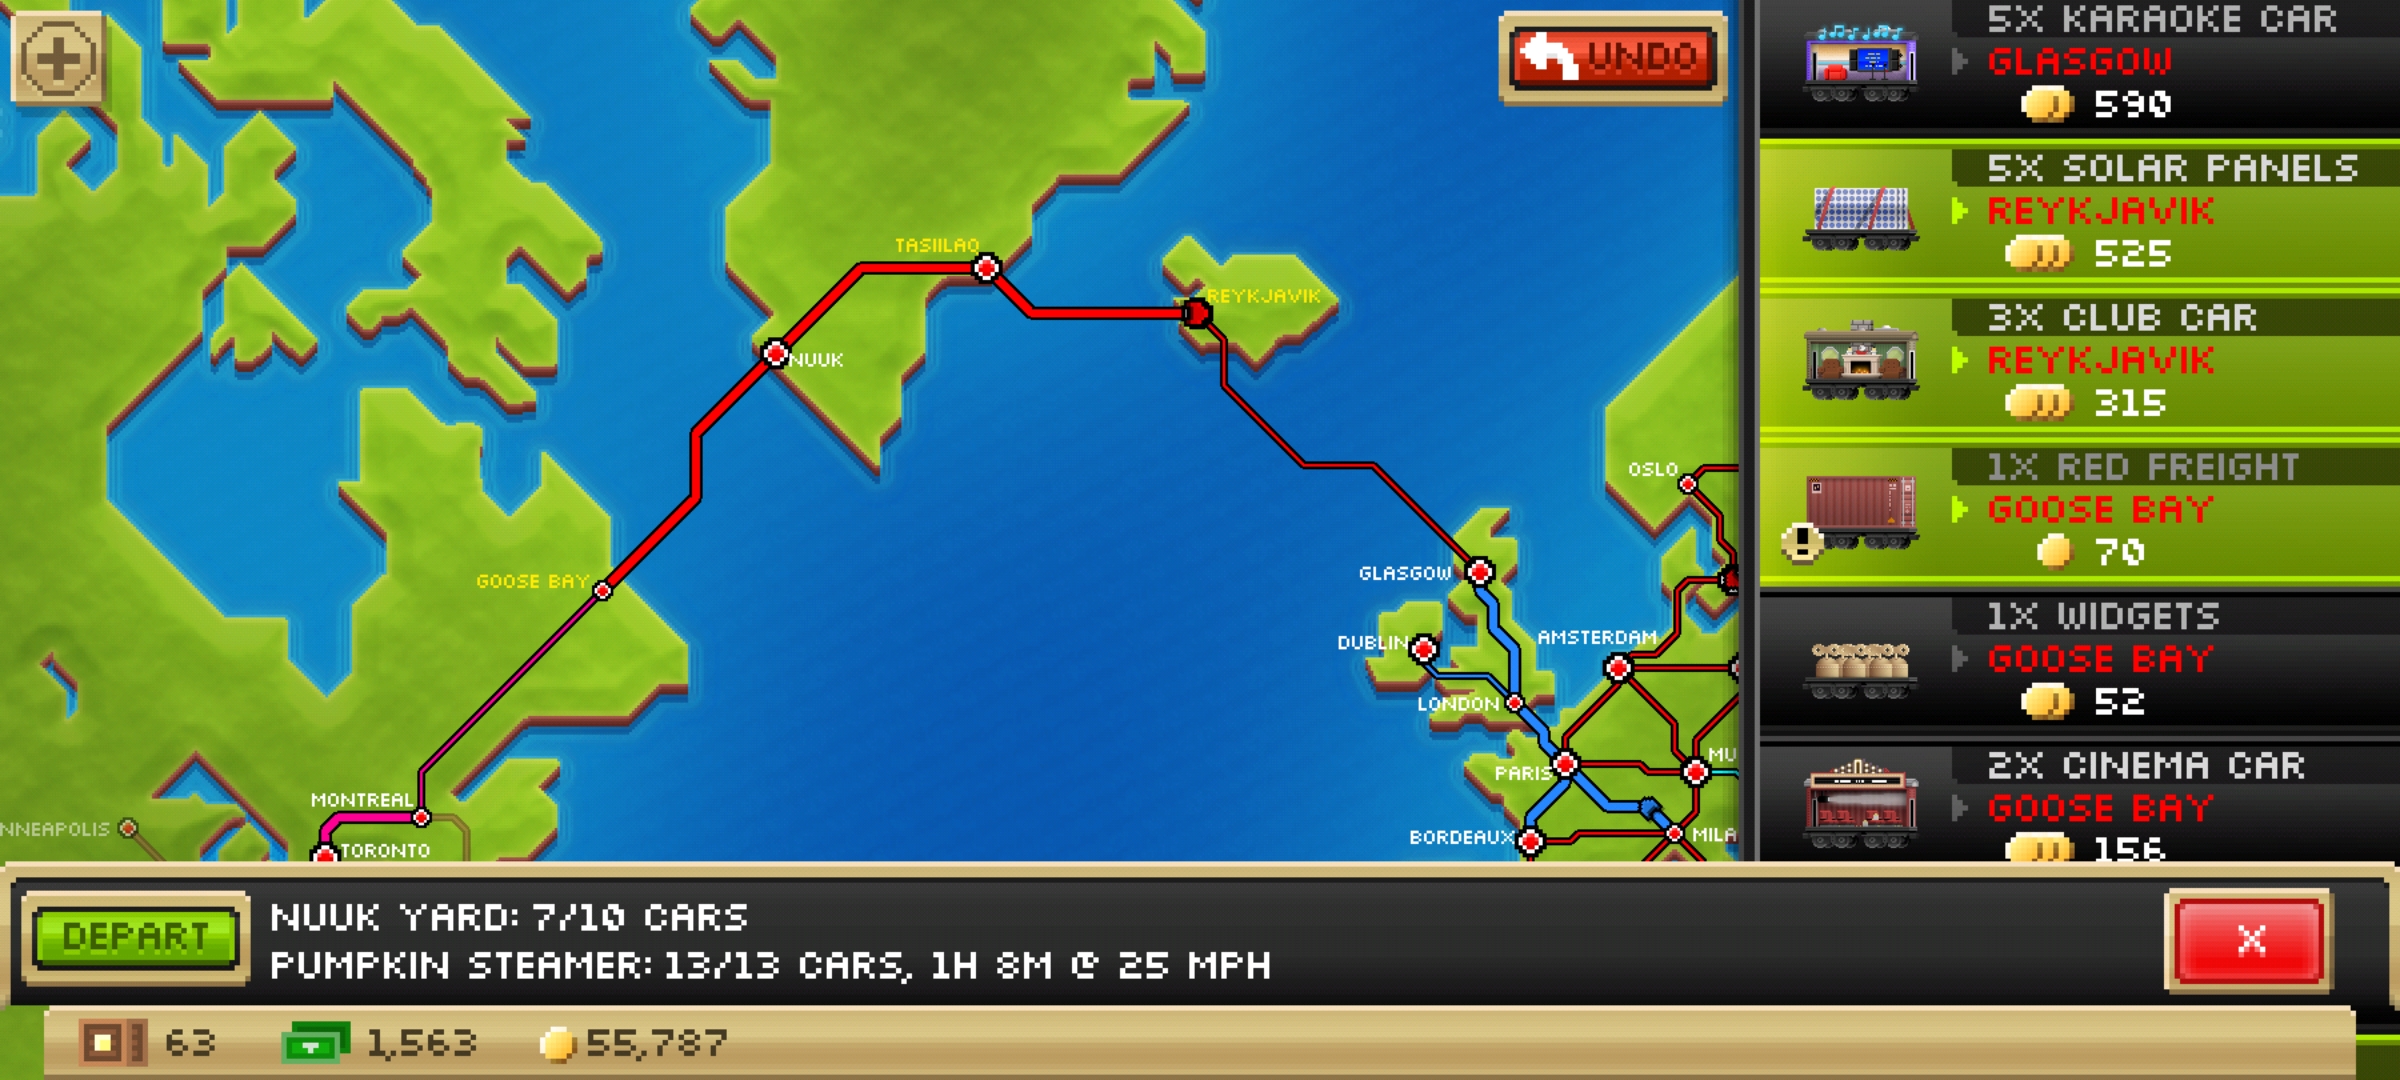 UNDO
TASIILAQ
REYKJAVIK
NUUK
OSLO
GOOSE BAY
GLASGOW
DUBLIN
AMSTERDAM
LONDON
PARIS
MU
MONTREAL
NNEAPOLIS
TORONTO
BORDEAUX
MILA
5X KARAOKE CAR
GLASGOW
590
5X SOLAR PANELS
REYKJAVIK
525
3X CLUB CAR
REYKJAVIK
315
1X RED FREIGHT
GOOSE BAY
70
1X WIDGETS
GOOSE BAY
52
2X CINEMA CAR
GOOSE BAY
156
DEPART
NUUK YARD: 7/10 CARS
PUMPKIN STEAMER: 13/13 CARS, 1H 8M @ 25 MPH
X
63
1,563
55,787